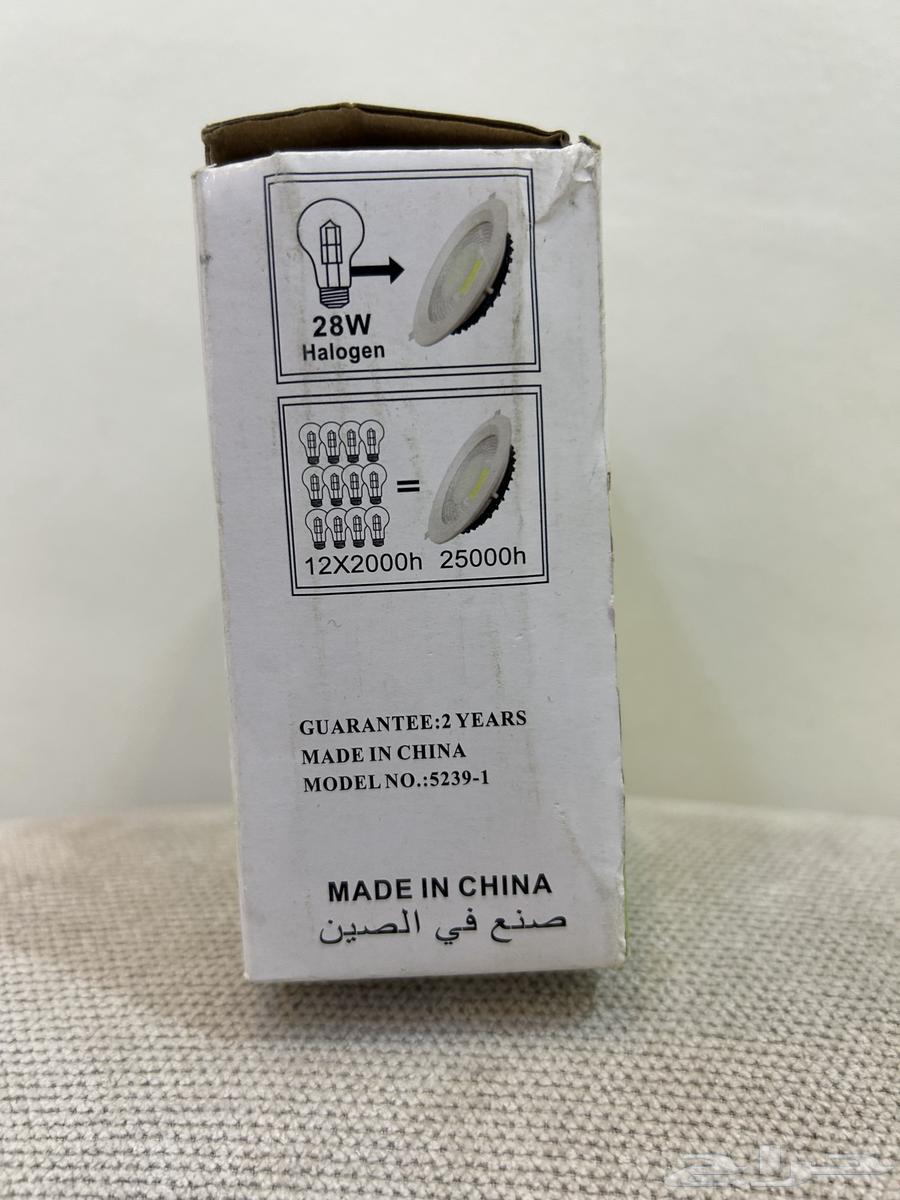 28W
Halogen
12X2000h 25000h
GUARANTEE:2 YEARS
MADE IN CHINA
MODEL NO.:5239-1
MADE IN CHINA
صنع في الصين
حراج